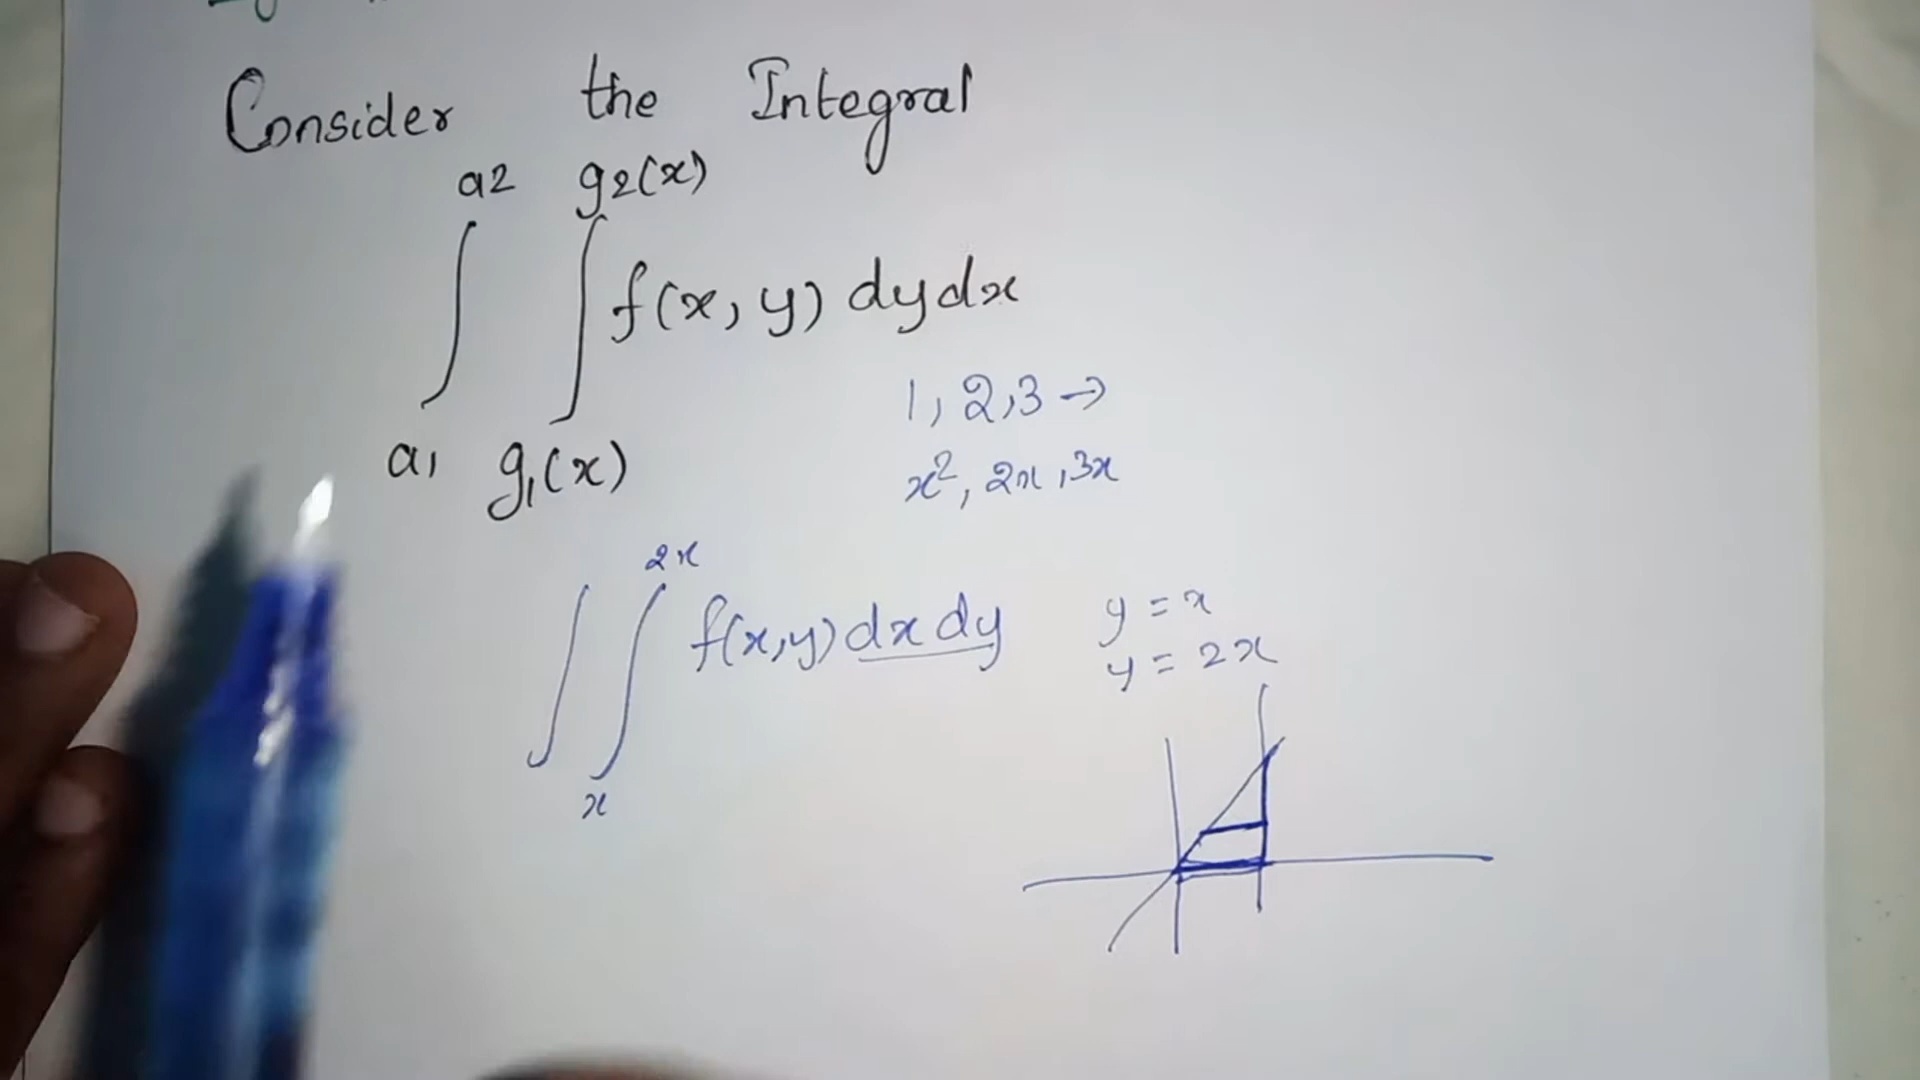 Consider the Integral
a2 g2(x)
∫ ∫ f(x, y) dy dx
a1 g1(x)
1, 2, 3 →
x², 2x, 3x
2x
∫ ∫ f(x,y) dx dy
x
y = x
y = 2x